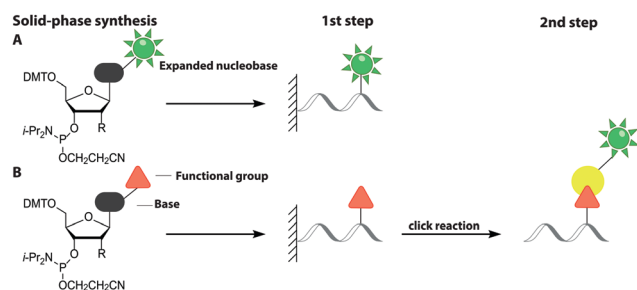 Solid-phase synthesis
1st step
2nd step
A
Expanded nucleobase
DMTO
O
O
R
i-Pr₂N
P
OCH₂CH₂CN
B
Functional group
Base
DMTO
O
O
R
i-Pr₂N
P
OCH₂CH₂CN
click reaction